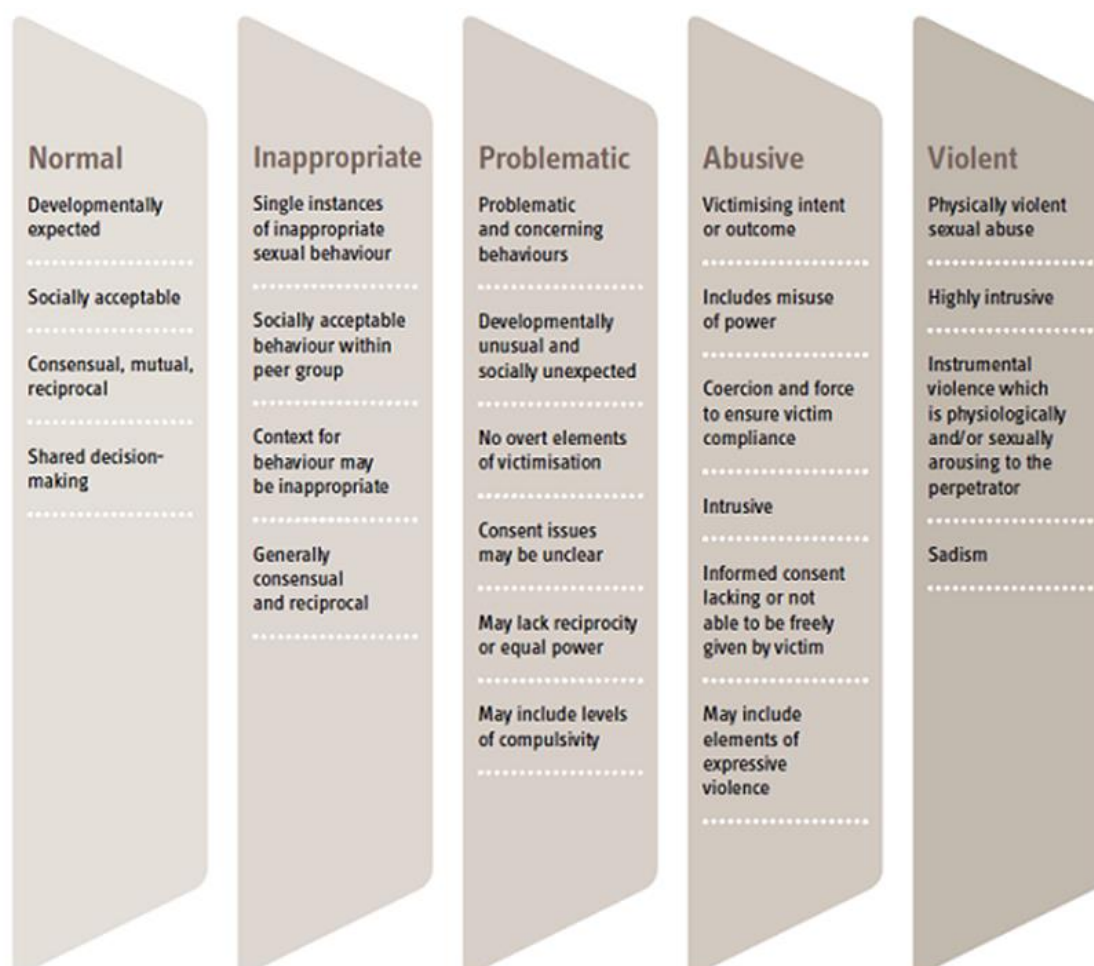 Normal
Developmentally
expected
Socially acceptable
Consensual, mutual,
reciprocal
Shared decision-
making
Inappropriate
Single instances
of inappropriate
sexual behaviour
Socially acceptable
behaviour within
peer group
Context for
behaviour may
be inappropriate
Generally
consensual
and reciprocal
Problematic
Problematic
and concerning
behaviours
Developmentally
unusual and
socially unexpected
No overt elements
of victimisation
Consent issues
may be unclear
May lack reciprocity
or equal power
May include levels
of compulsivity
Abusive
Victimising intent
or outcome
Includes misuse
of power
Coercion and force
to ensure victim
compliance
Intrusive
Informed consent
lacking or not
able to be freely
given by victim
May include
elements of
expressive
violence
Violent
Physically violent
sexual abuse
Highly intrusive
Instrumental
violence which
is physiologically
and/or sexually
arousing to the
perpetrator
Sadism